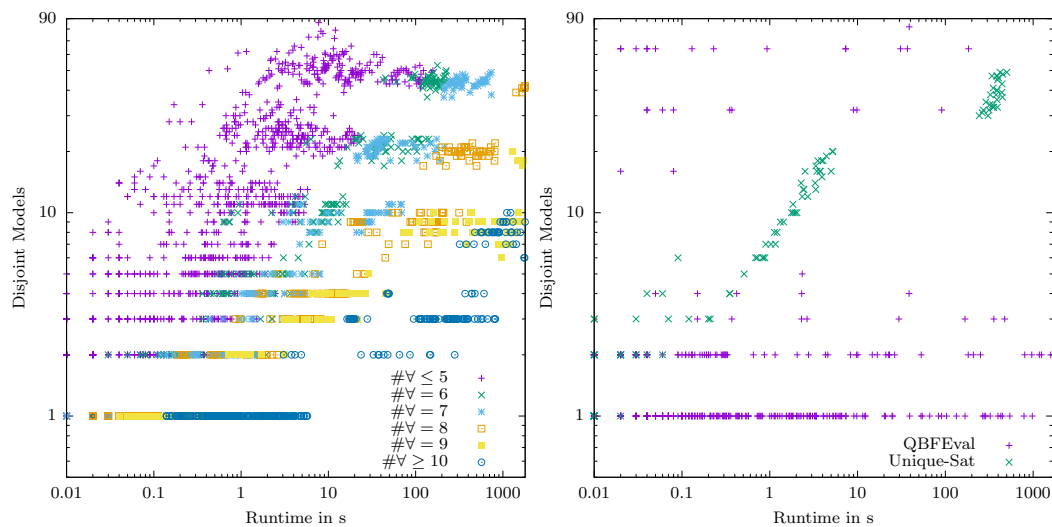 90
10
1
Disjoint Models
0.01 0.1 1 10 100 1000
Runtime in s
#∀ ≤ 5
#∀ = 6
#∀ = 7
#∀ = 8
#∀ = 9
#∀ ≥ 10
90
10
1
Disjoint Models
0.01 0.1 1 10 100 1000
Runtime in s
QBFEval
Unique-Sat